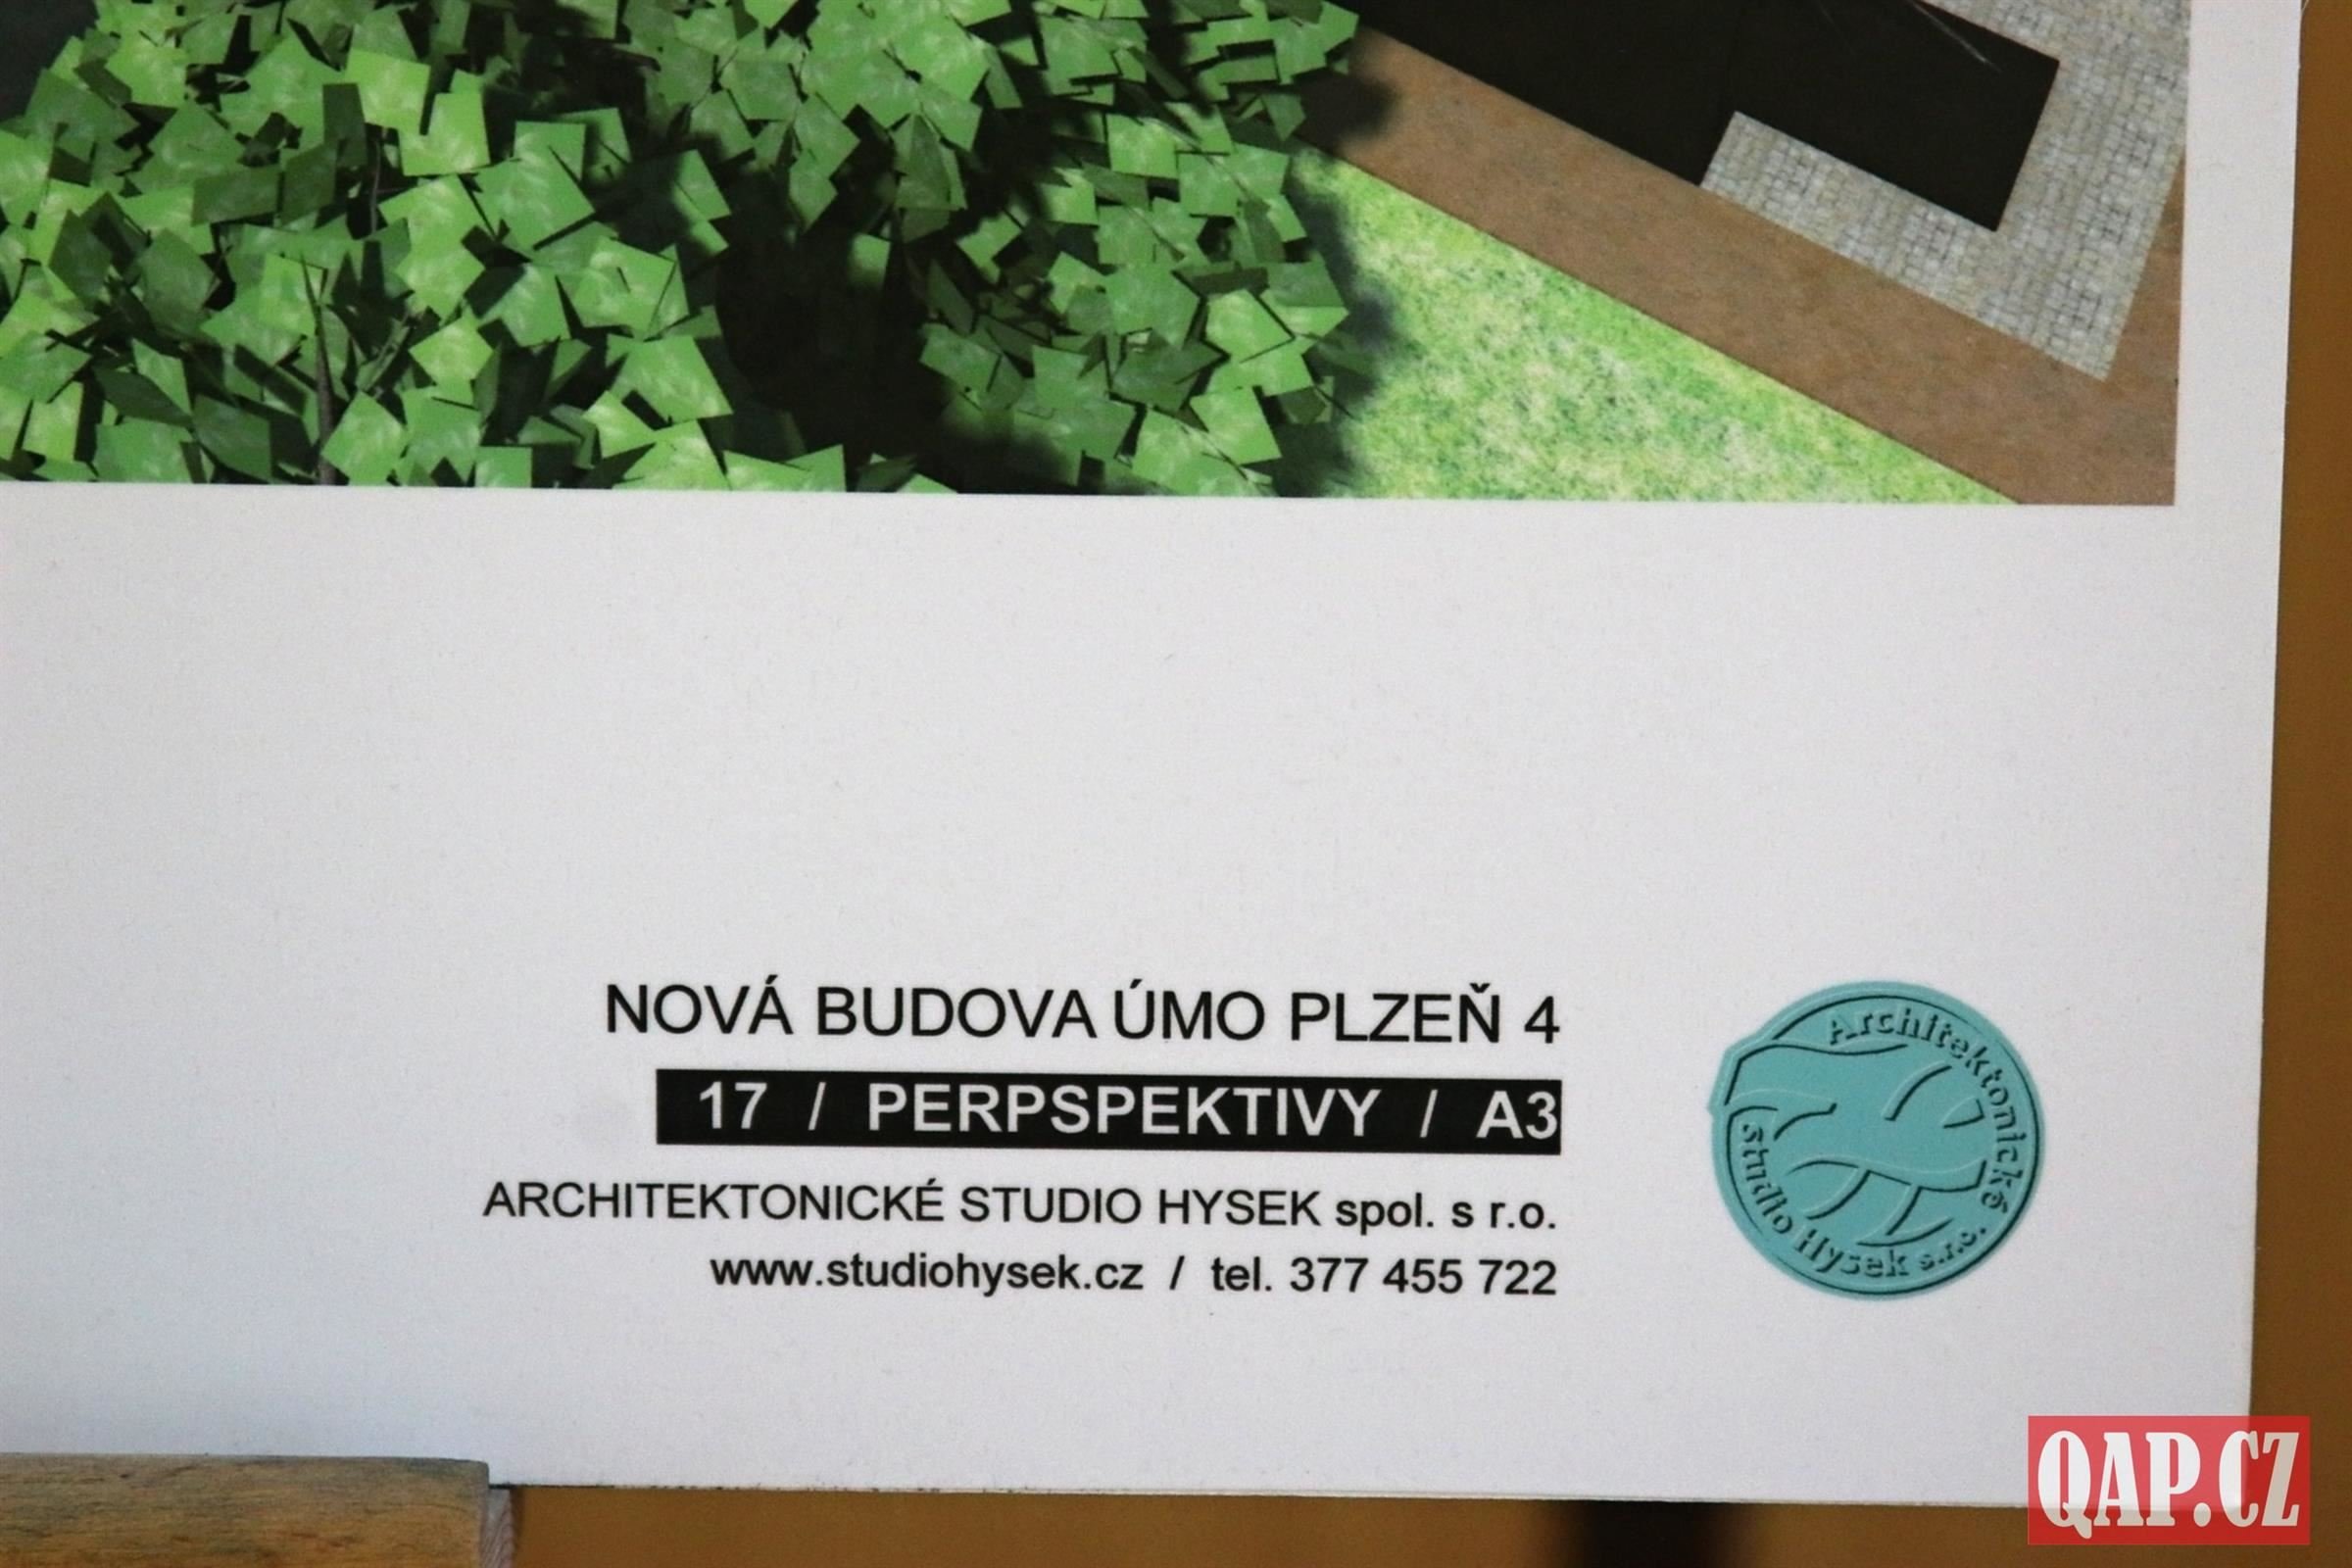 NOVÁ BUDOVA ÚMO PLZEŇ 4
17 / PERPSPEKTIVY / A3
ARCHITEKTONICKÉ STUDIO HYSEK spol. s r.o.
www.studiohysek.cz / tel. 377 455 722
Architektonické
studio Hysek s.r.o.
QAP.CZ